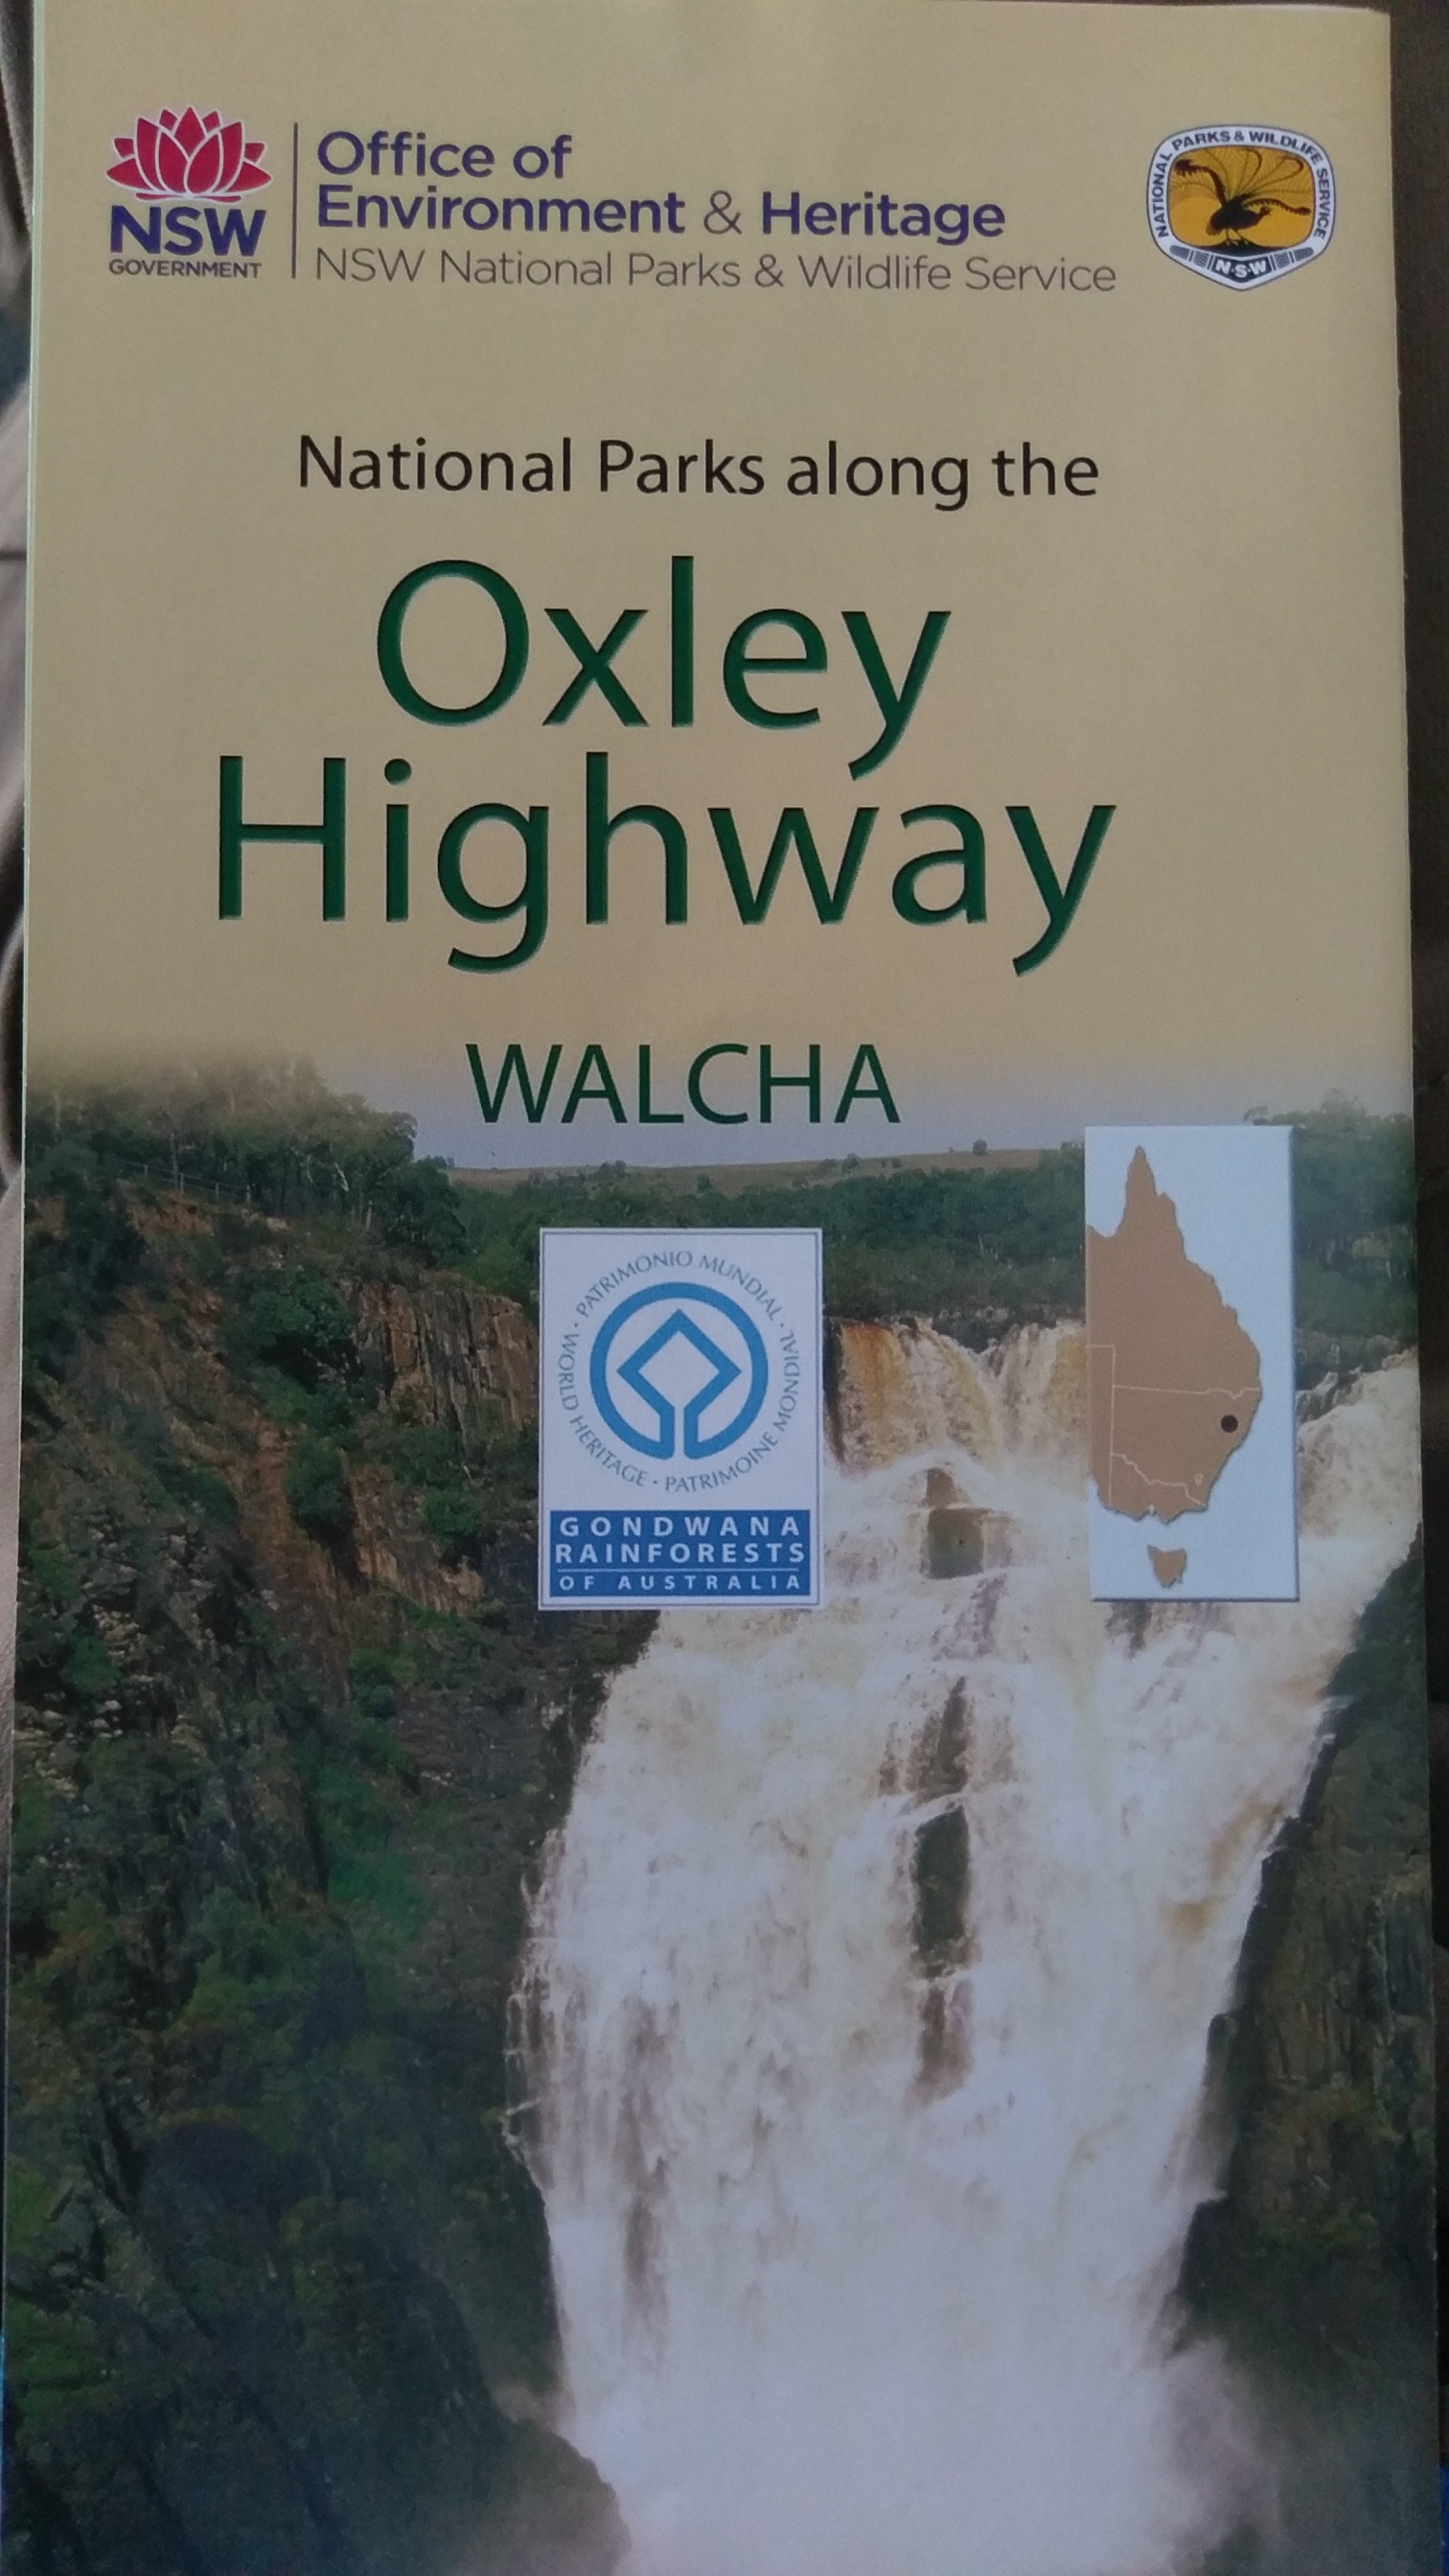 NSW
GOVERNMENT
Office of
Environment & Heritage
NSW National Parks & Wildlife Service
NATIONAL PARKS & WILDLIFE SERVICE
N·S·W
National Parks along the
Oxley
Highway
WALCHA
WORLD HERITAGE · PATRIMONIO MUNDIAL · PATRIMOINE MONDIAL
GONDWANA
RAINFORESTS
OF AUSTRALIA